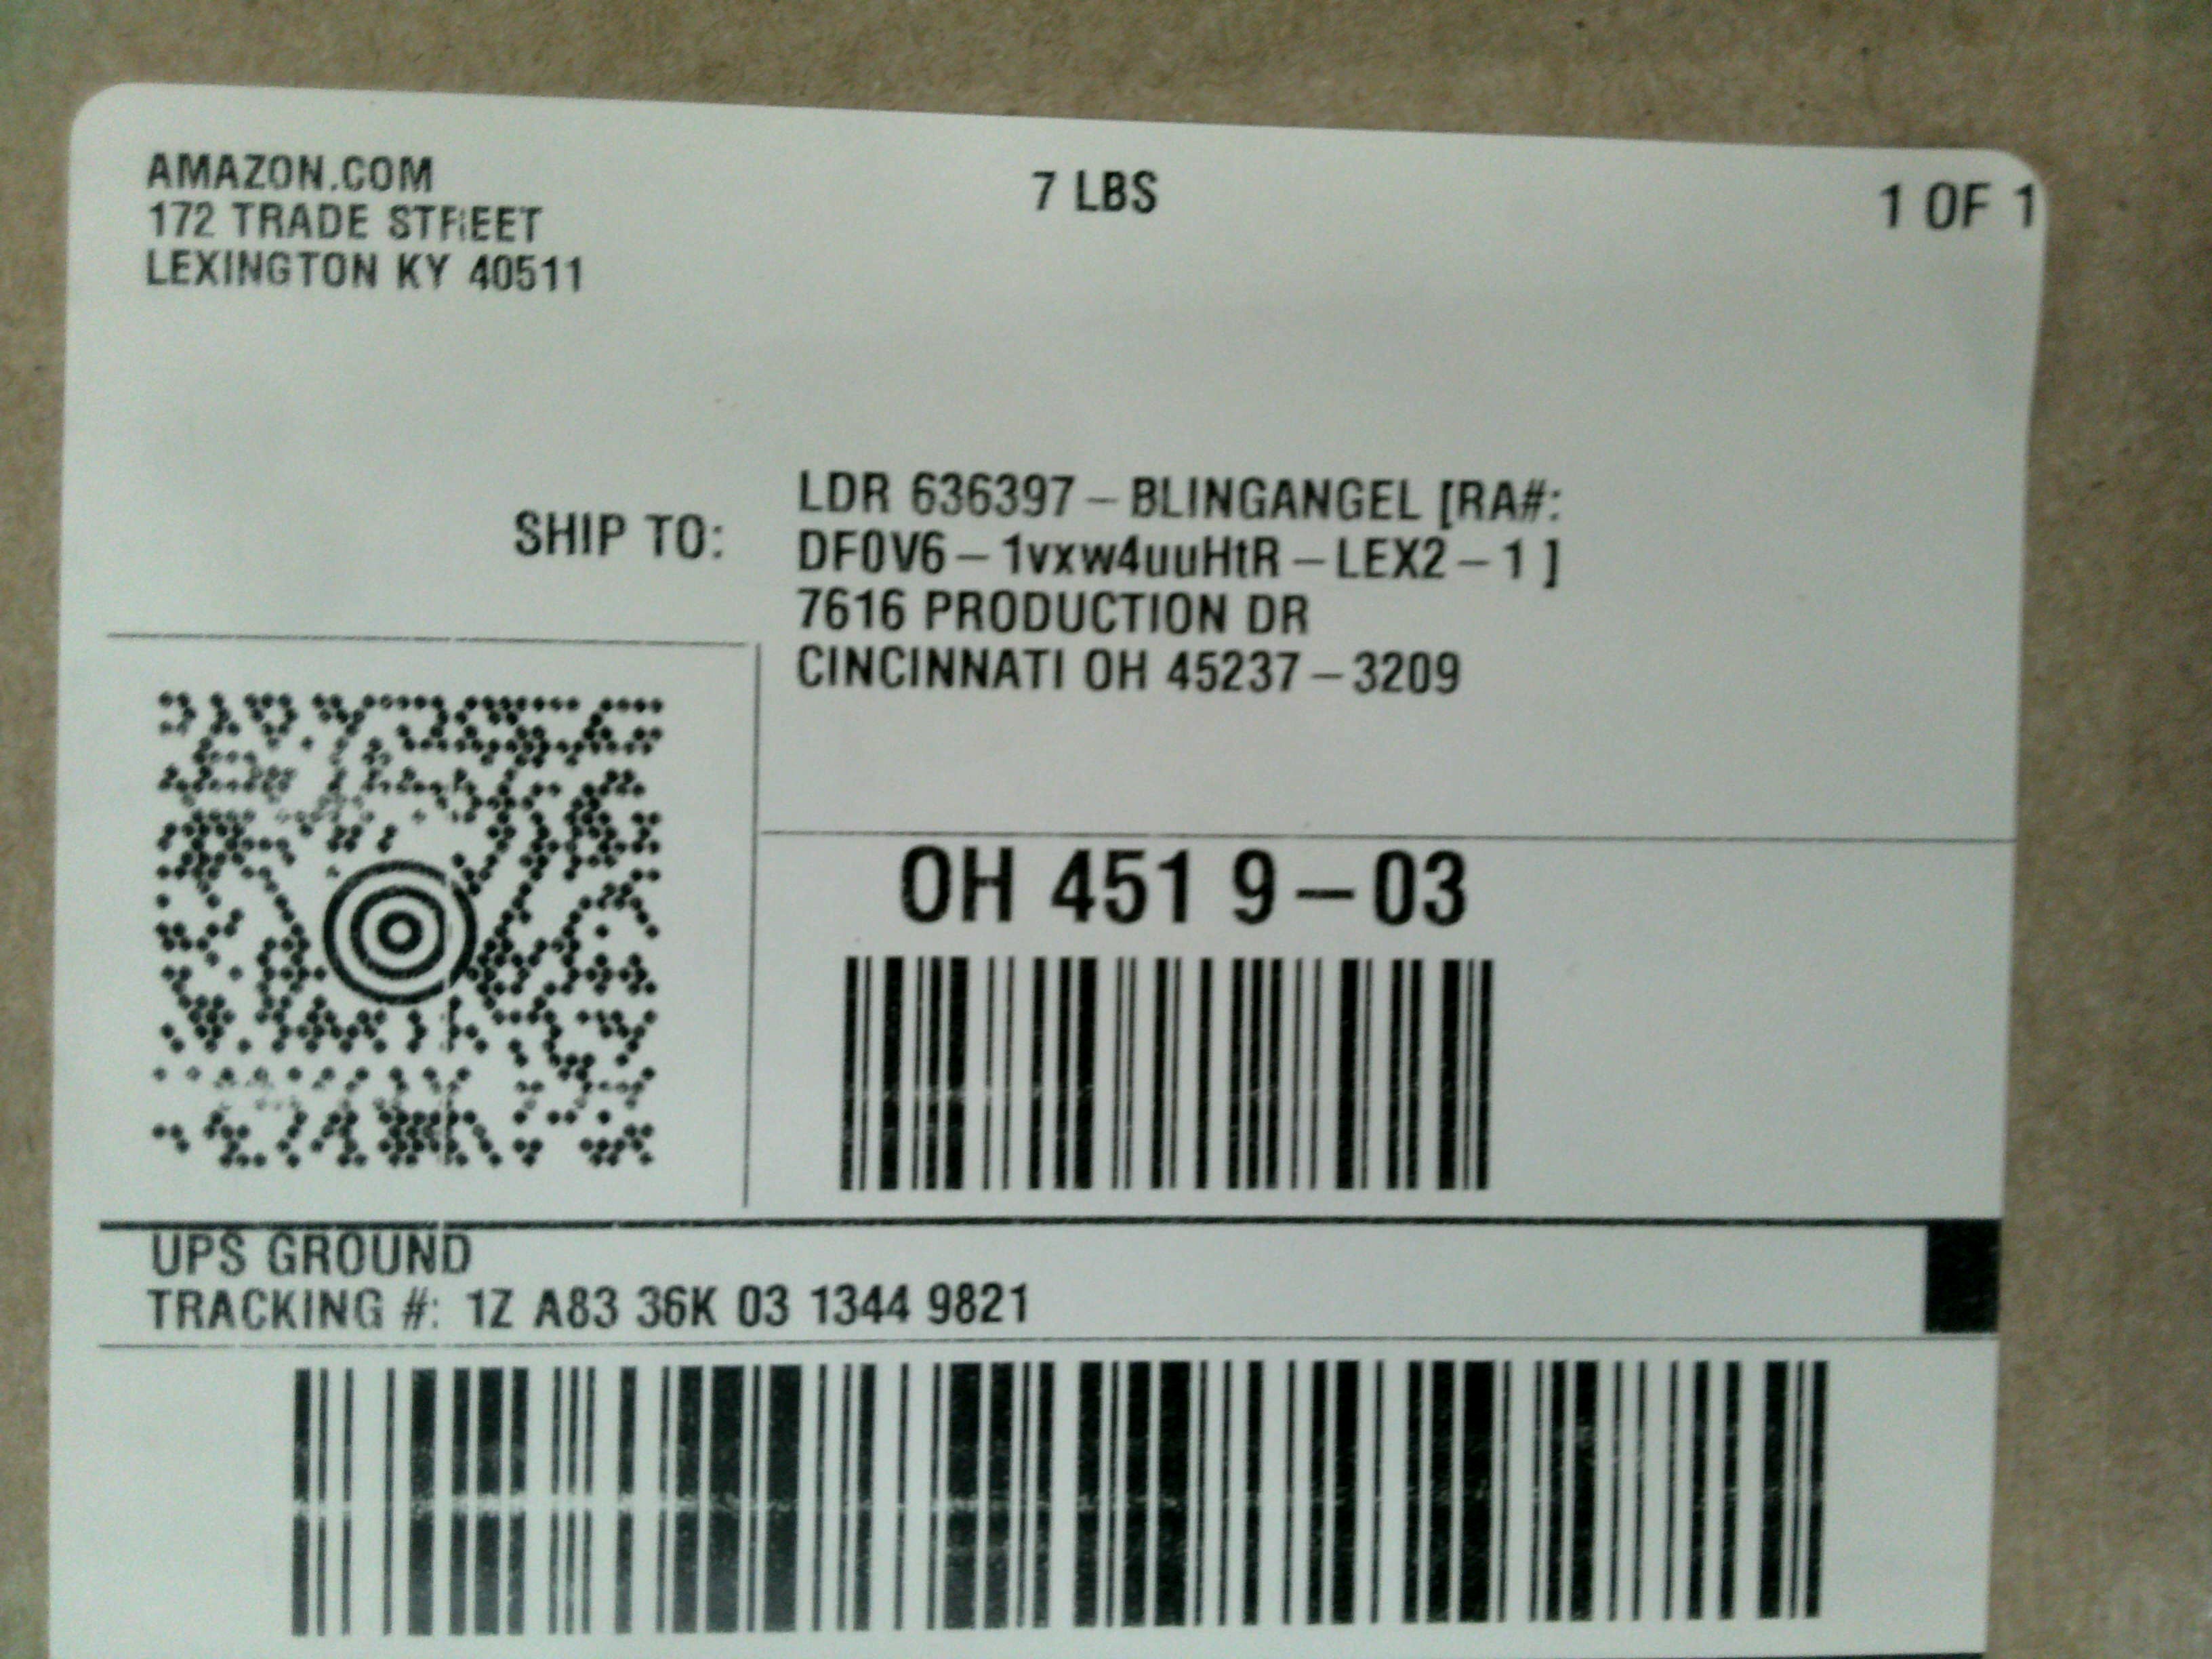 AMAZON.COM
172 TRADE STREET
LEXINGTON KY 40511
7 LBS
1 OF 1
SHIP TO:
LDR 636397 – BLINGANGEL [RA#:
DF0V6 – 1vxw4uuHtR – LEX2 – 1 ]
7616 PRODUCTION DR
CINCINNATI OH 45237 – 3209
OH 451 9 – 03
UPS GROUND
TRACKING #: 1Z A83 36K 03 1344 9821